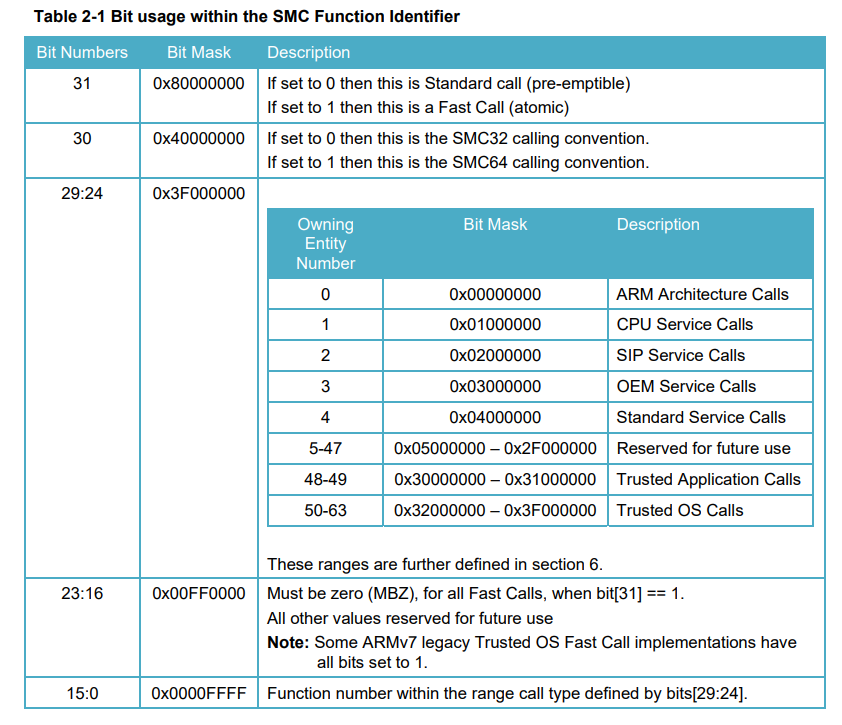 Table 2-1 Bit usage within the SMC Function Identifier
Bit Numbers Bit Mask Description
31 0x80000000 If set to 0 then this is Standard call (pre-emptible)
If set to 1 then this is a Fast Call (atomic)
30 0x40000000 If set to 0 then this is the SMC32 calling convention.
If set to 1 then this is the SMC64 calling convention.
29:24 0x3F000000
Owning Bit Mask Description
Entity
Number
0 0x00000000 ARM Architecture Calls
1 0x01000000 CPU Service Calls
2 0x02000000 SIP Service Calls
3 0x03000000 OEM Service Calls
4 0x04000000 Standard Service Calls
5-47 0x05000000 – 0x2F000000 Reserved for future use
48-49 0x30000000 – 0x31000000 Trusted Application Calls
50-63 0x32000000 – 0x3F000000 Trusted OS Calls
These ranges are further defined in section 6.
23:16 0x00FF0000 Must be zero (MBZ), for all Fast Calls, when bit[31] == 1.
All other values reserved for future use
Note: Some ARMv7 legacy Trusted OS Fast Call implementations have
all bits set to 1.
15:0 0x0000FFFF Function number within the range call type defined by bits[29:24].